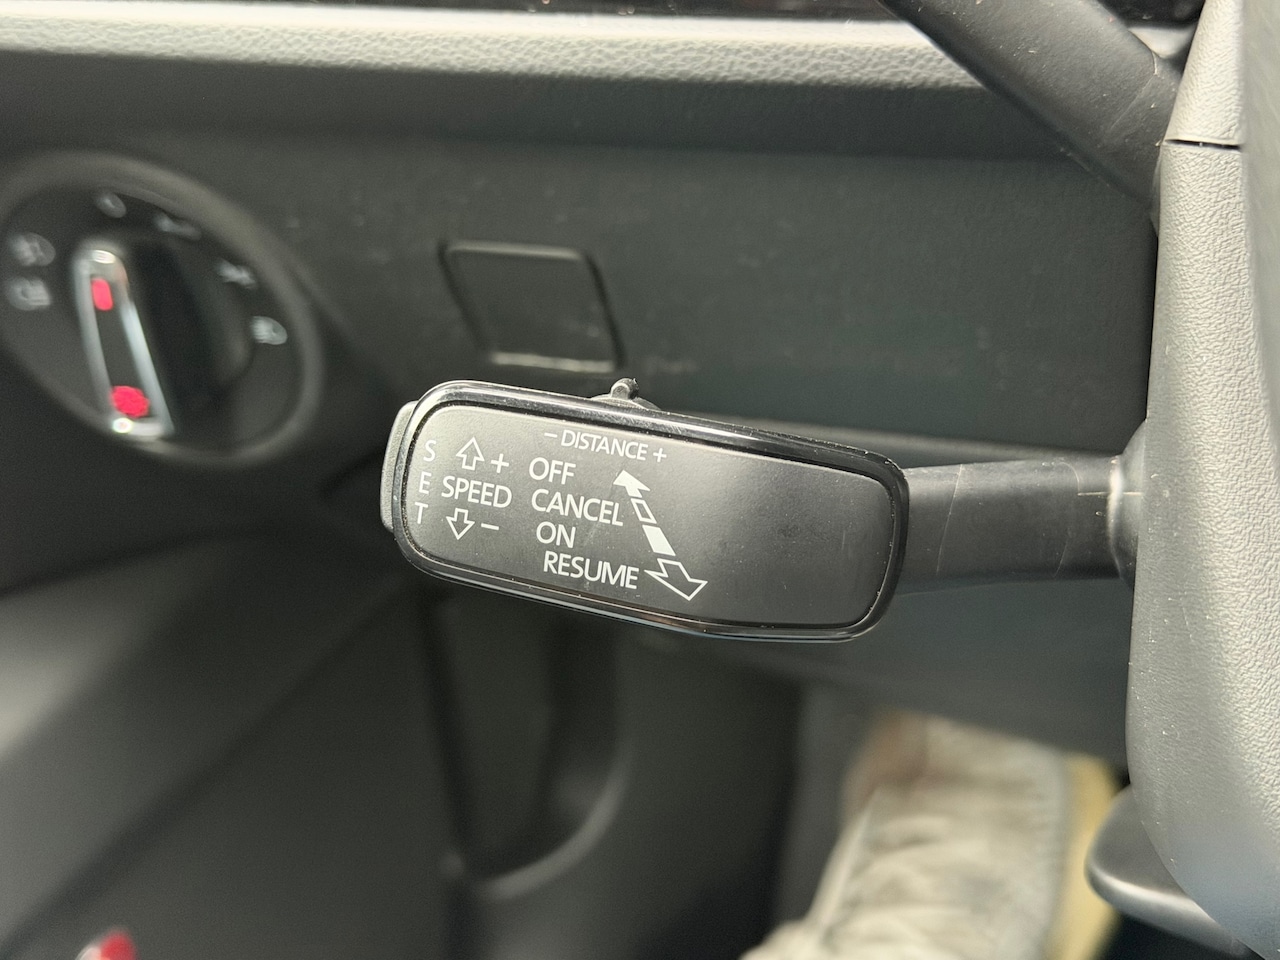 – DISTANCE +
S
E
T
+
SPEED
–
OFF
CANCEL
ON
RESUME